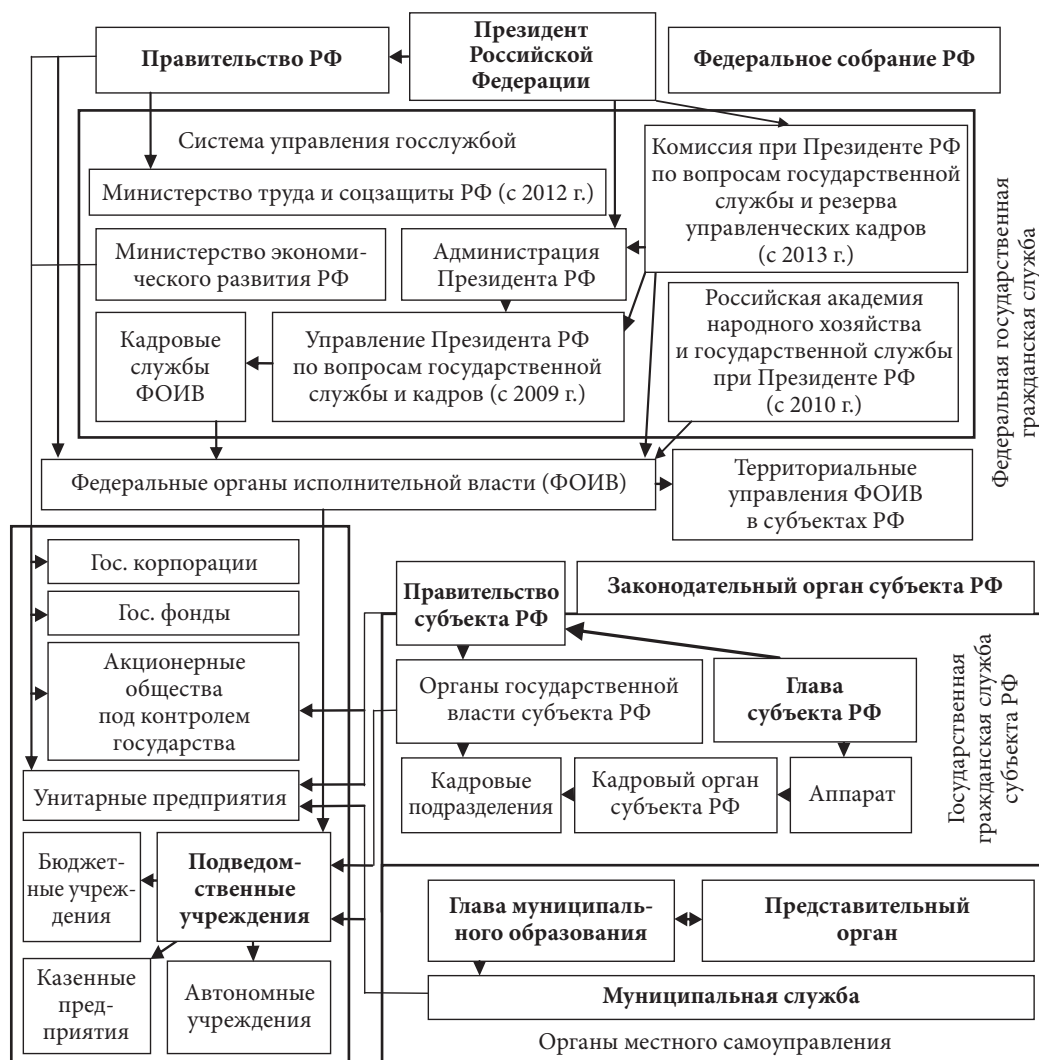 Правительство РФ
Президент
Российской
Федерации
Федеральное собрание РФ
Система управления госслужбой
Министерство труда и соцзащиты РФ (с 2012 г.)
Комиссия при Президенте РФ
по вопросам государственной
службы и резерва
управленческих кадров
(с 2013 г.)
Министерство экономи-
ческого развития РФ
Администрация
Президента РФ
Российская академия
народного хозяйства
и государственной службы
при Президенте РФ
(с 2010 г.)
Кадровые
службы
ФОИВ
Управление Президента РФ
по вопросам государственной
службы и кадров (с 2009 г.)
Федеральная государственная
гражданская служба
Федеральные органы исполнительной власти (ФОИВ)
Территориальные
управления ФОИВ
в субъектах РФ
Гос. корпорации
Гос. фонды
Акционерные
общества
под контролем
государства
Унитарные предприятия
Бюджет-
ные учреж-
дения
Подведом-
ственные
учреждения
Казенные
пред-
приятия
Автономные
учреждения
Правительство
субъекта РФ
Законодательный орган субъекта РФ
Органы государственной
власти субъекта РФ
Глава
субъекта РФ
Кадровые
подразделения
Кадровый орган
субъекта РФ
Аппарат
Государственная
гражданская служба
субъекта РФ
Глава муниципаль-
ного образования
Представительный
орган
Муниципальная служба
Органы местного самоуправления